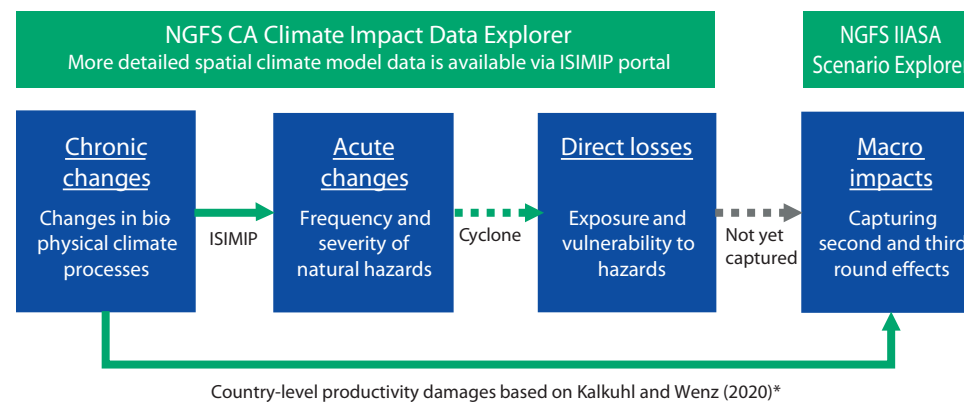 NGFS CA Climate Impact Data Explorer
More detailed spatial climate model data is available via ISIMIP portal
NGFS IIASA
Scenario Explorer
Chronic
changes
Changes in bio-
physical climate
processes
ISIMIP
Acute
changes
Frequency and
severity of
natural hazards
Cyclone
Direct losses
Exposure and
vulnerability to
hazards
Not yet
captured
Macro
impacts
Capturing
second and third
round effects
Country-level productivity damages based on Kalkuhl and Wenz (2020)*